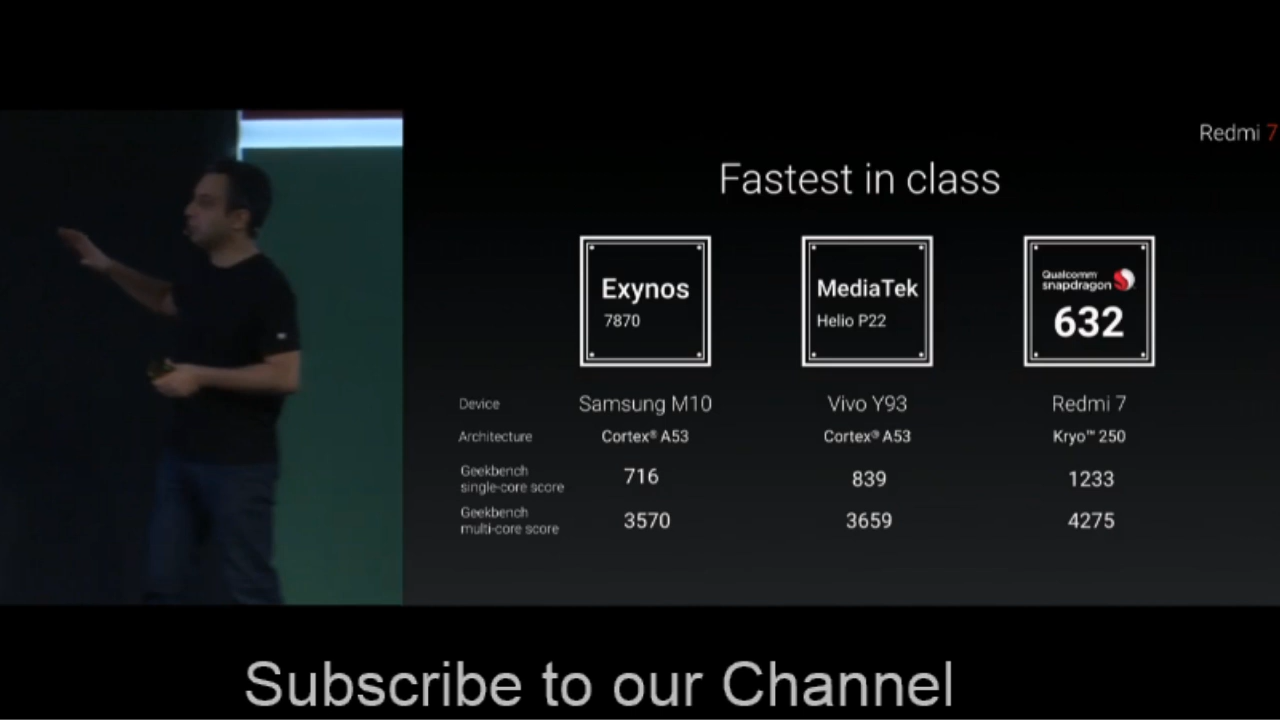 Redmi 7
Fastest in class
Exynos
7870
MediaTek
Helio P22
Qualcomm
snapdragon
632
Device Samsung M10 Vivo Y93 Redmi 7
Architecture Cortex® A53 Cortex® A53 Kryo™ 250
Geekbench
single-core score 716 839 1233
Geekbench
multi-core score 3570 3659 4275
Subscribe to our Channel